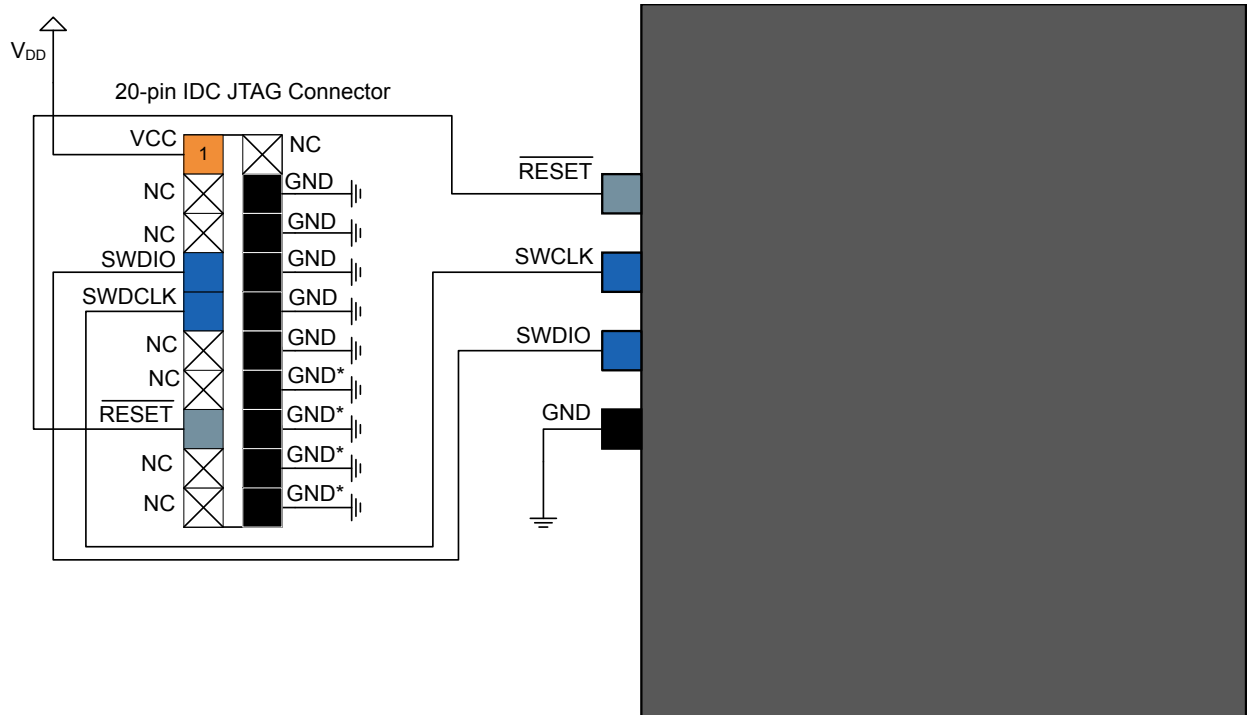 VDD
20-pin IDC JTAG Connector
VCC
1
NC
NC
GND
NC
GND
SWDIO
GND
SWDCLK
GND
NC
GND
NC
GND*
RESET
GND*
NC
GND*
NC
GND*
RESET
SWCLK
SWDIO
GND